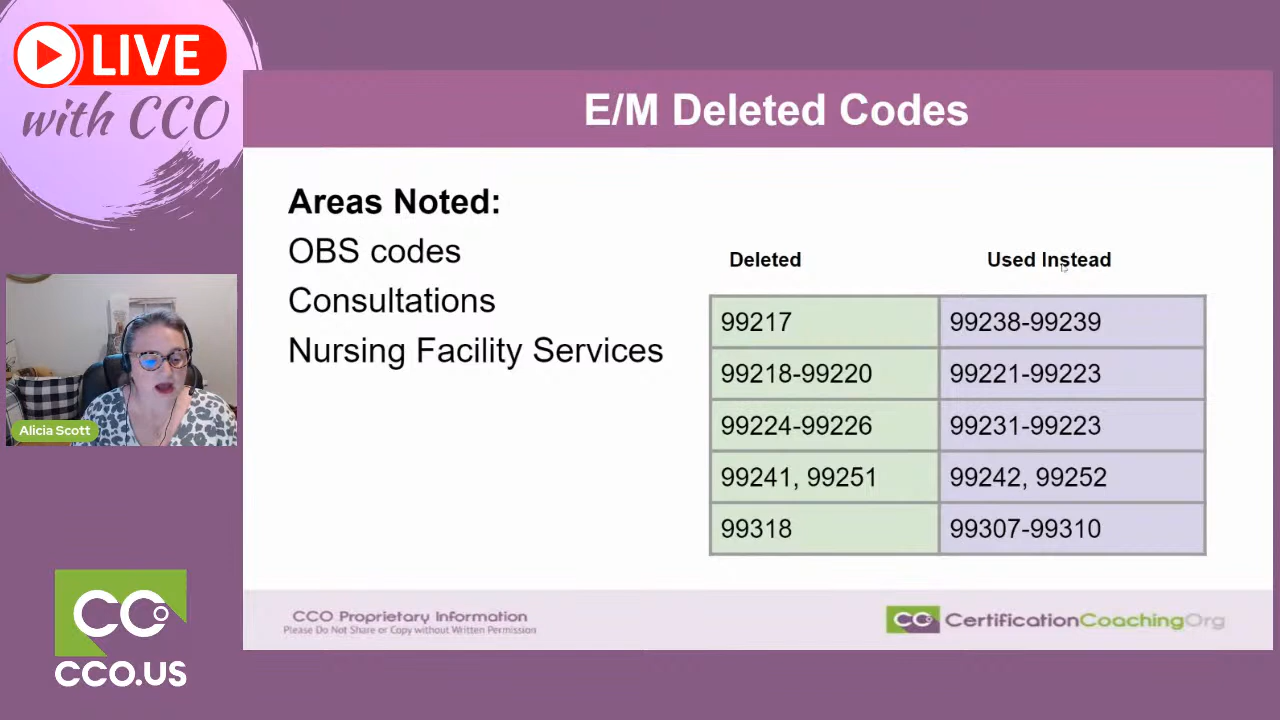 LIVE
with CCO
E/M Deleted Codes
Areas Noted:
OBS codes
Consultations
Nursing Facility Services
Deleted Used Instead
99217 99238-99239
99218-99220 99221-99223
99224-99226 99231-99223
99241, 99251 99242, 99252
99318 99307-99310
Alicia Scott
CCO
CCO.US
CCO Proprietary Information
Please Do Not Share or Copy without Written Permission
CCO CertificationCoachingOrg